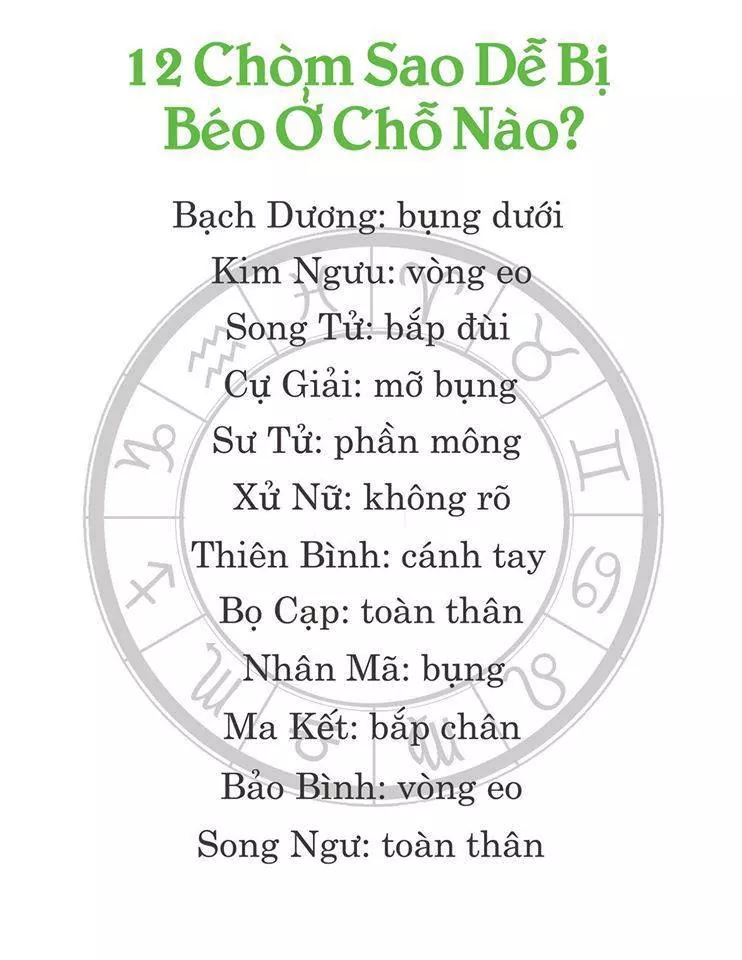 12 Chòm Sao Dễ Bị
Béo Ở Chỗ Nào?
Bạch Dương: bụng dưới
Kim Ngưu: vòng eo
Song Tử: bắp đùi
Cự Giải: mỡ bụng
Sư Tử: phần mông
Xử Nữ: không rõ
Thiên Bình: cánh tay
Bọ Cạp: toàn thân
Nhân Mã: bụng
Ma Kết: bắp chân
Bảo Bình: vòng eo
Song Ngư: toàn thân